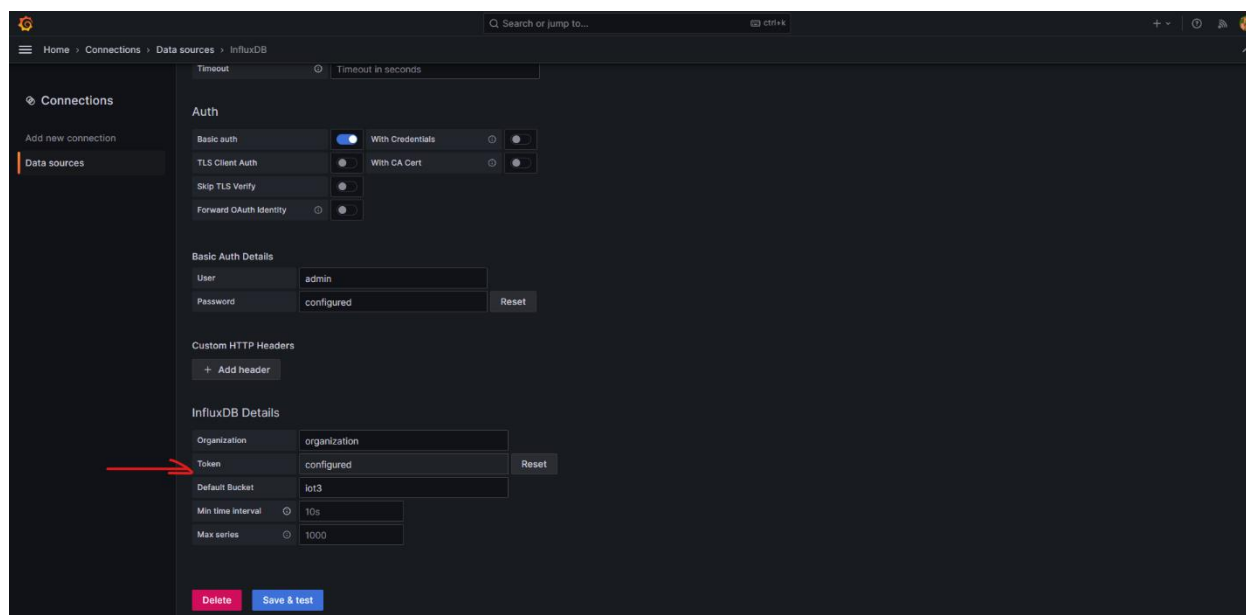 Search or jump to... ctrl+k
Home › Connections › Data sources › InfluxDB
Connections
Add new connection
Data sources
Timeout Timeout in seconds
Auth
Basic auth With Credentials
TLS Client Auth With CA Cert
Skip TLS Verify
Forward OAuth Identity
Basic Auth Details
User admin
Password configured Reset
Custom HTTP Headers
+ Add header
InfluxDB Details
Organization organization
Token configured Reset
Default Bucket iot3
Min time interval 10s
Max series 1000
Delete Save & test